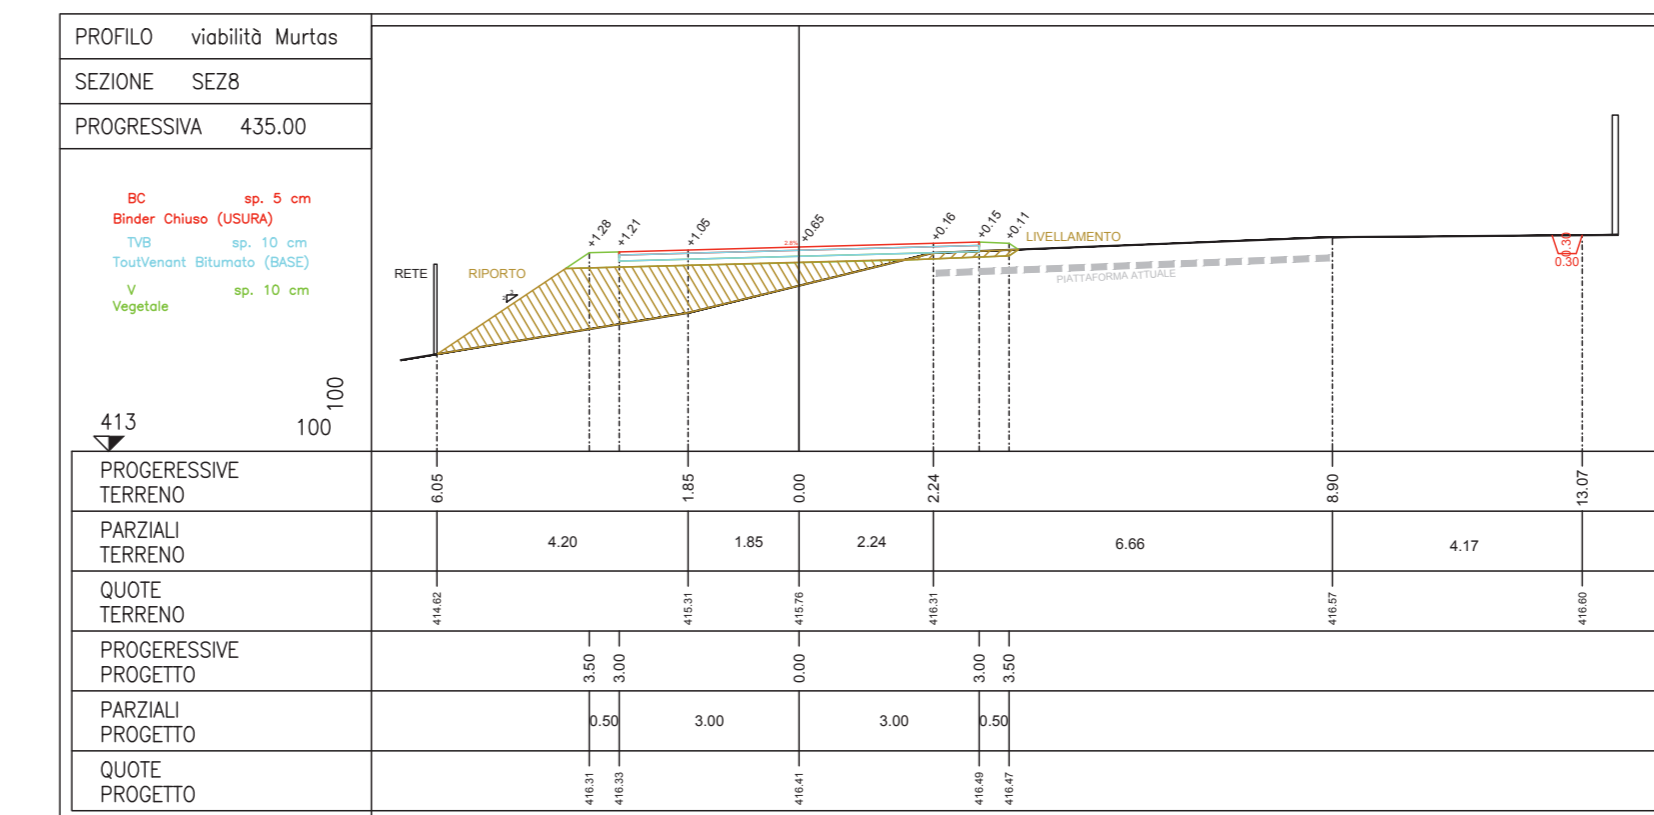 PROFILO viabilità Murtas
SEZIONE SEZ8
PROGRESSIVA 435.00
BC sp. 5 cm
Binder Chiuso (USURA)
TVB sp. 10 cm
ToutVenant Bitumato (BASE)
V sp. 10 cm
Vegetale
413
100
100
RETE
RIPORTO
+1.28 +1.21 +1.05 +0.65 +0.16 +0.15 +0.11
2.8%
LIVELLAMENTO
PIATTAFORMA ATTUALE
0.30
0.30
PROGERESSIVE
TERRENO
6.05 1.85 0.00 2.24 8.90 13.07
PARZIALI
TERRENO
4.20 1.85 2.24 6.66 4.17
QUOTE
TERRENO
414.62 415.31 415.76 416.31 416.57 416.60
PROGERESSIVE
PROGETTO
3.50 3.00 0.00 3.00 3.50
PARZIALI
PROGETTO
0.50 3.00 3.00 0.50
QUOTE
PROGETTO
416.31 416.33 416.41 416.49 416.47